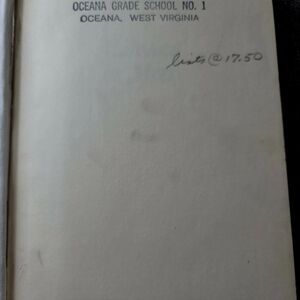 OCEANA GRADE SCHOOL NO. 1
OCEANA, WEST VIRGINIA
lists @ 17.50